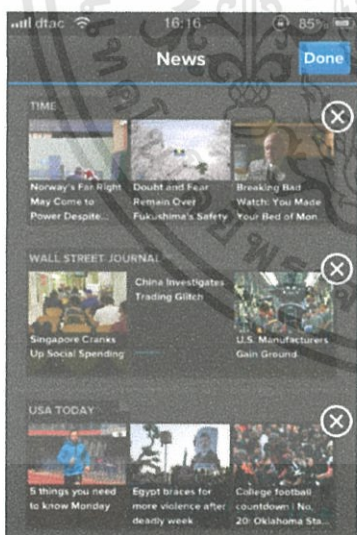 dtac 16:16 85%
News Done
TIME
Norway's Far Right
May Come to
Power Despite...
Doubt and Fear
Remain Over
Fukushima's Safety
Breaking Bad
Watch: You Made
Your Bed of Mon...
WALL STREET JOURNAL
Singapore Cranks
Up Social Spending
China Investigates
Trading Glitch
U.S. Manufacturers
Gain Ground
USA TODAY
5 things you need
to know Monday
Egypt braces for
more violence after
deadly week
College football
countdown | No.
20: Oklahoma Sta...